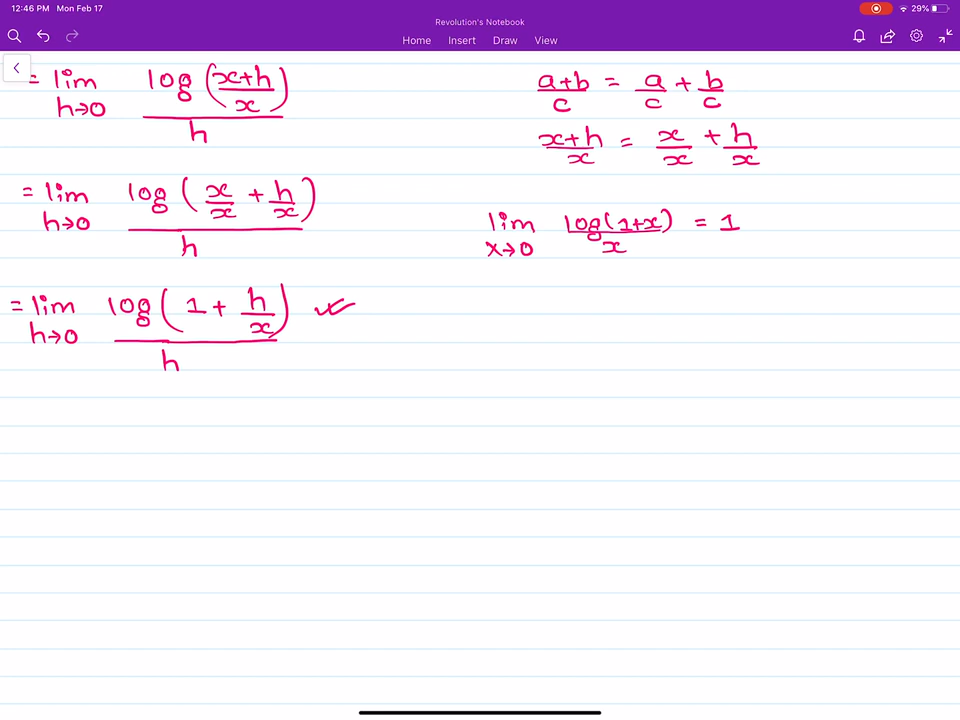 12:46 PM Mon Feb 17
29%
Revolution's Notebook
Home Insert Draw View
= lim h→0 log(x+h/x)/h
= lim h→0 log(x/x + h/x)/h
= lim h→0 log(1 + h/x)/h
a+b/c = a/c + b/c
x+h/x = x/x + h/x
lim x→0 log(1+x)/x = 1